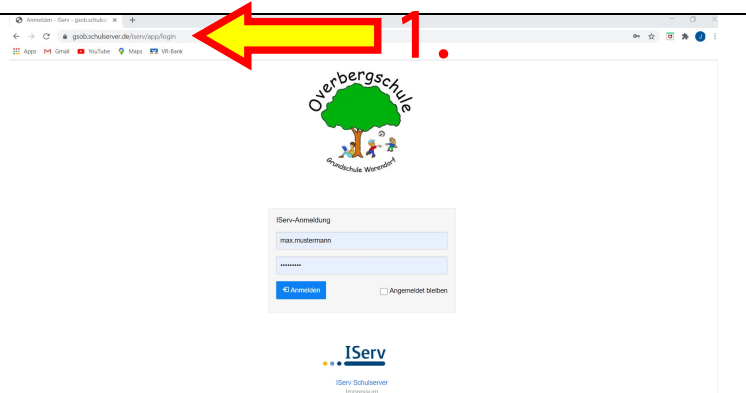 Anmelden - IServ - gsob.schulser
gsob.schulserver.de/iserv/app/login
1.
Apps Gmail YouTube Maps VR-Bank
Overbergschule
Grundschule Warendorf
IServ-Anmeldung
max.mustermann
•••••••••
Anmelden
Angemeldet bleiben
IServ
IServ Schulserver
Impressum